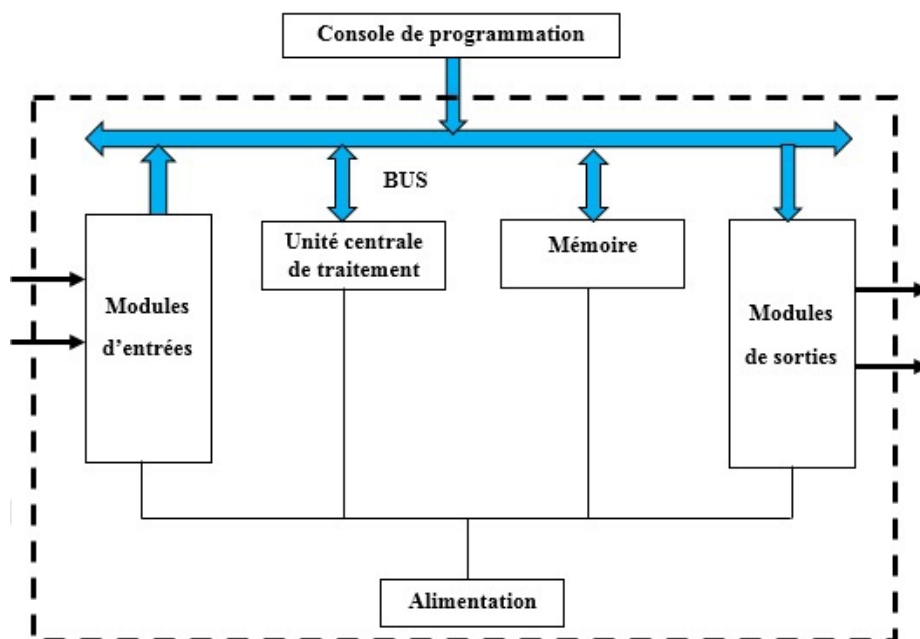 Console de programmation
BUS
Unité centrale
de traitement
Mémoire
Modules
d’entrées
Modules
de sorties
Alimentation